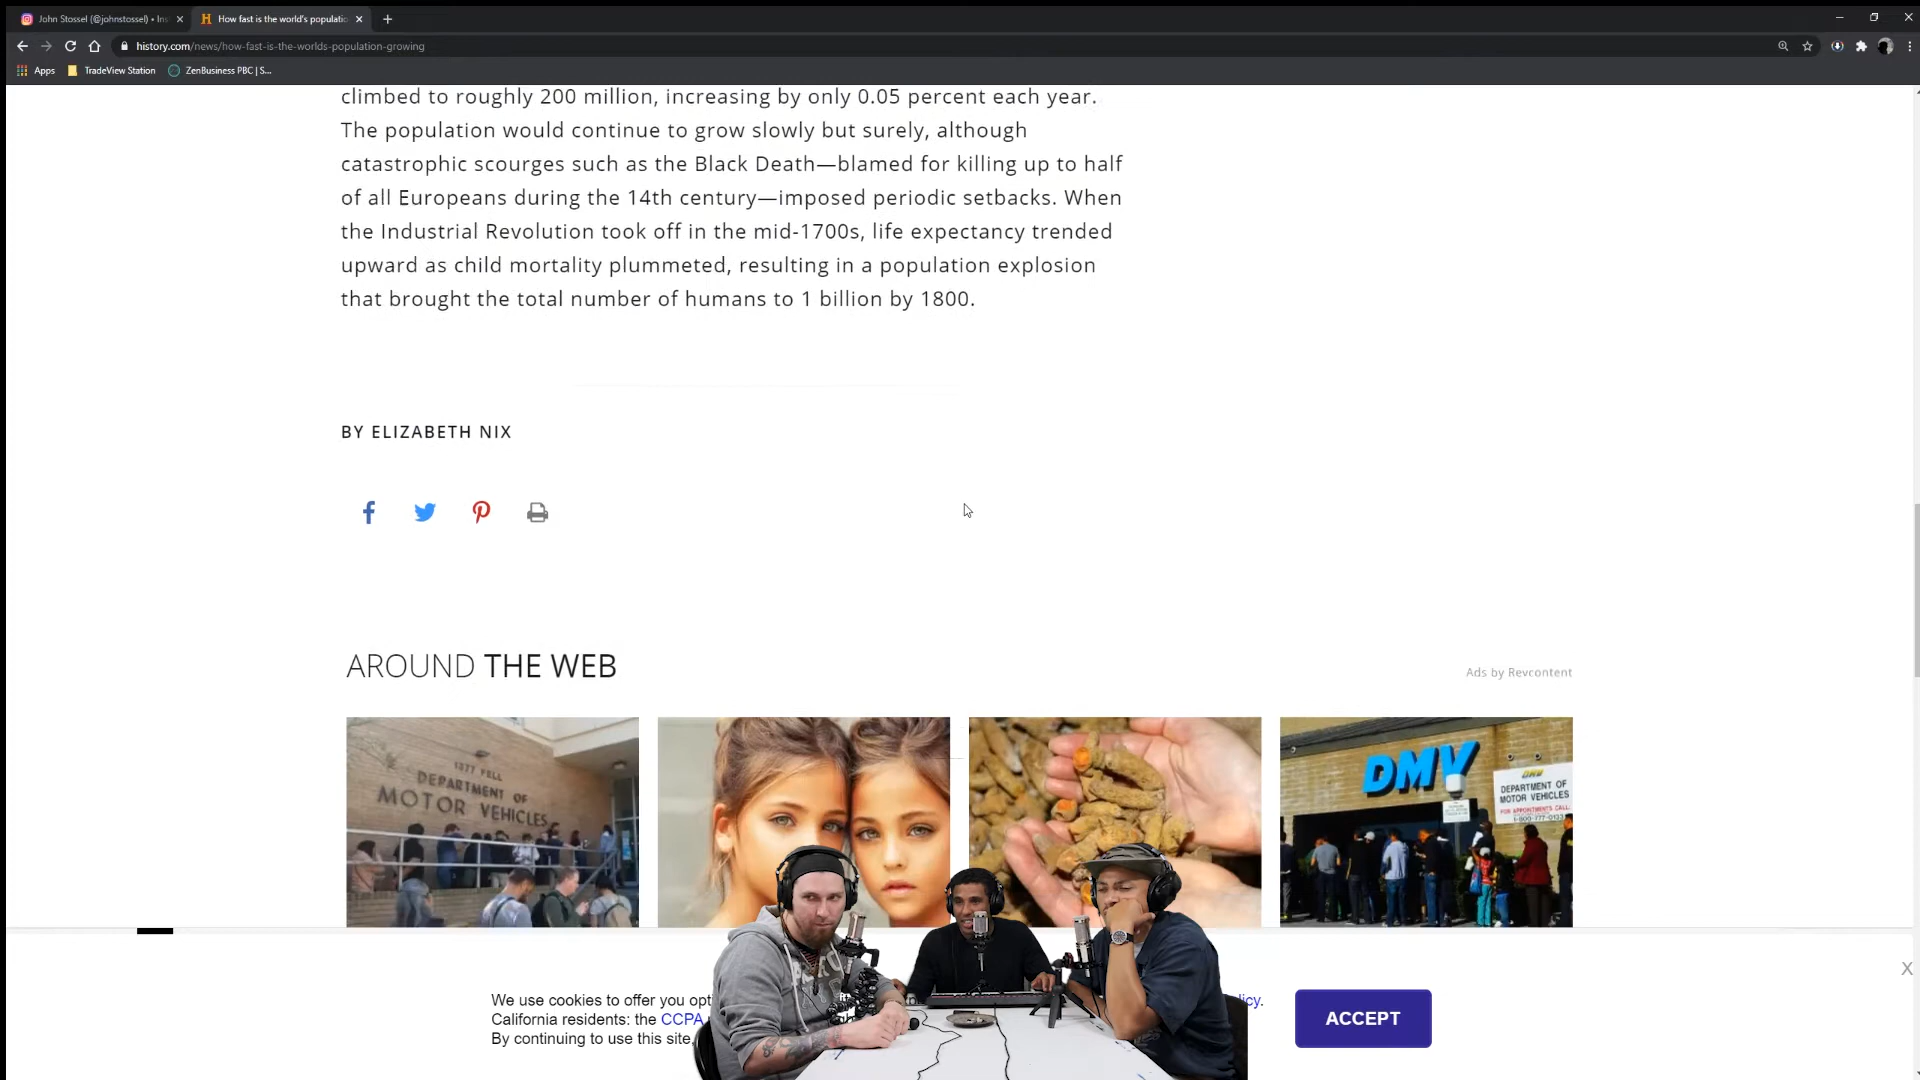 John Stossel (@johnstossel) • Ins
How fast is the world's populatio
history.com/news/how-fast-is-the-worlds-population-growing
Apps
TradeView Station
ZenBusiness PBC | S...
climbed to roughly 200 million, increasing by only 0.05 percent each year.
The population would continue to grow slowly but surely, although
catastrophic scourges such as the Black Death—blamed for killing up to half
of all Europeans during the 14th century—imposed periodic setbacks. When
the Industrial Revolution took off in the mid-1700s, life expectancy trended
upward as child mortality plummeted, resulting in a population explosion
that brought the total number of humans to 1 billion by 1800.
BY ELIZABETH NIX
AROUND THE WEB
Ads by Revcontent
1377 FELL
DEPARTMENT OF
MOTOR VEHICLES
DMV
DMV
DEPARTMENT OF
MOTOR VEHICLES
FOR APPOINTMENTS CALL
1-800-777-0133
We use cookies to offer you opt
California residents: the CCPA
By continuing to use this site,
X
ACCEPT